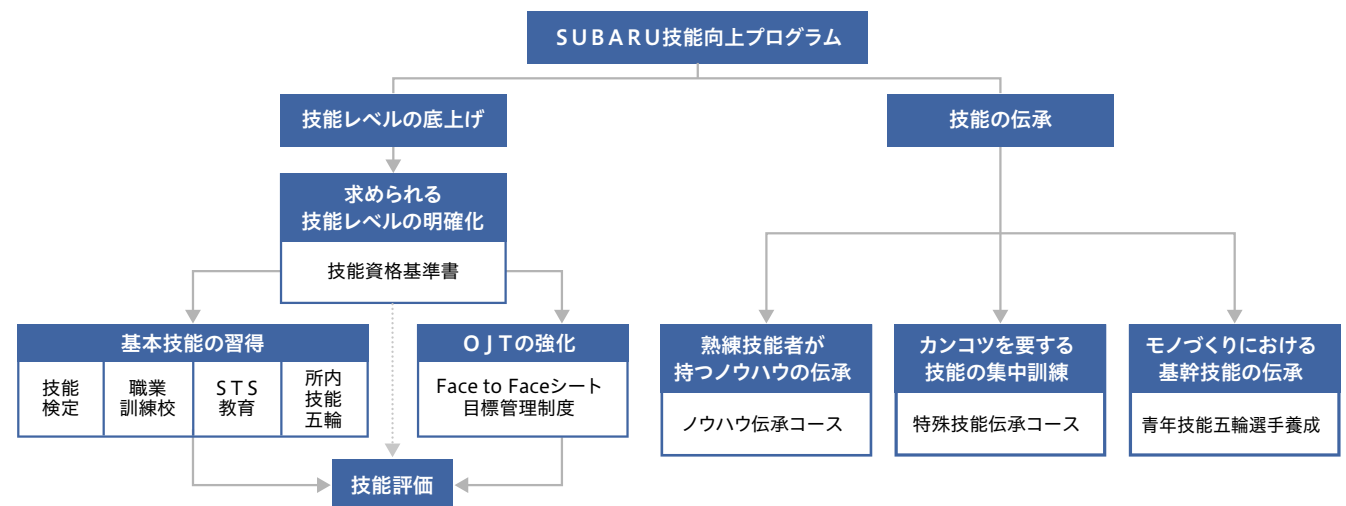 SUBARU技能向上プログラム
技能レベルの底上げ
技能の伝承
求められる
技能レベルの明確化
技能資格基準書
基本技能の習得
技能
検定
職業
訓練校
STS
教育
所内
技能
五輪
OJTの強化
Face to Faceシート
目標管理制度
技能評価
熟練技能者が
持つノウハウの伝承
ノウハウ伝承コース
カンコツを要する
技能の集中訓練
特殊技能伝承コース
モノづくりにおける
基幹技能の伝承
青年技能五輪選手養成